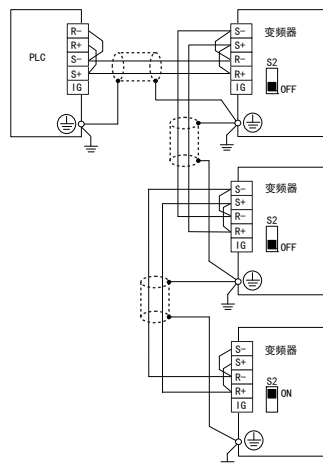 PLC
R-
R+
S-
S+
IG
S-
S+
R-
R+
IG
变频器
S2
OFF
S-
S+
R-
R+
IG
变频器
S2
OFF
S-
S+
R-
R+
IG
变频器
S2
ON